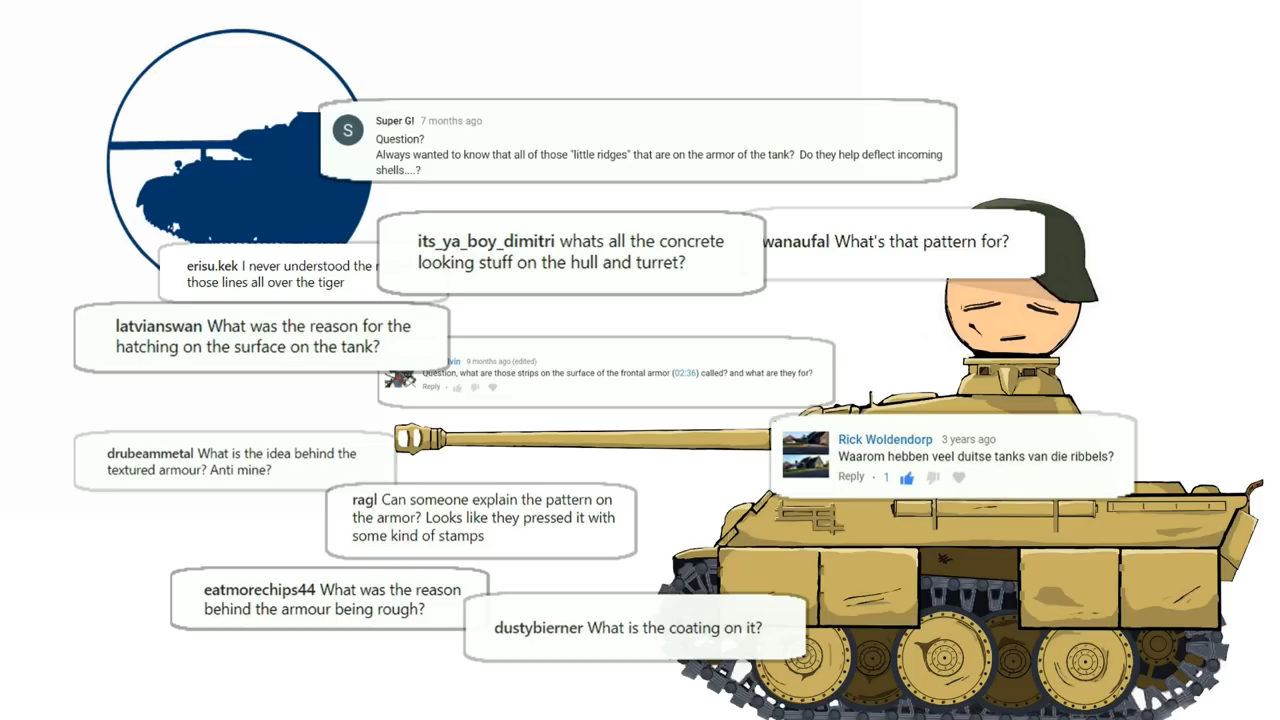 S
Super G! 7 months ago
Question?
Always wanted to know that all of those "little ridges" that are on the armor of the tank? Do they help deflect incoming
shells....?
its_ya_boy_dimitri whats all the concrete
looking stuff on the hull and turret?
wanaufal What's that pattern for?
erisu.kek I never understood the
those lines all over the tiger
latvianswan What was the reason for the
hatching on the surface on the tank?
9 months ago (edited)
Question, what are those strips on the surface of the frontal armor (02:36) called? and what are they for?
Reply
Rick Woldendorp 3 years ago
Waarom hebben veel duitse tanks van die ribbels?
Reply · 1
drubeammetal What is the idea behind the
textured armour? Anti mine?
ragl Can someone explain the pattern on
the armor? Looks like they pressed it with
some kind of stamps
eatmorechips44 What was the reason
behind the armour being rough?
dustybierner What is the coating on it?